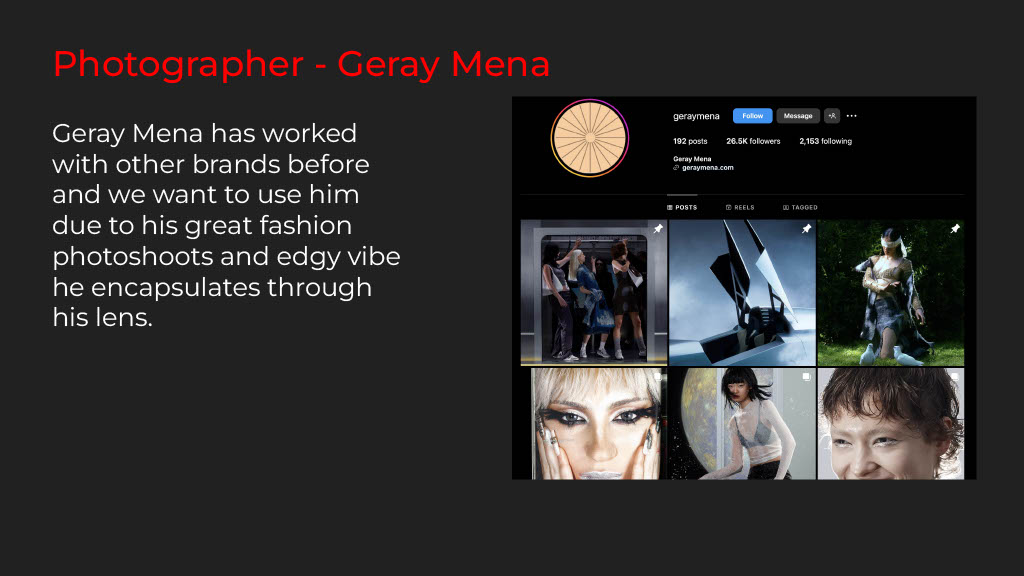 Photographer - Geray Mena
Geray Mena has worked
with other brands before
and we want to use him
due to his great fashion
photoshoots and edgy vibe
he encapsulates through
his lens.
geraymena Follow Message
192 posts 26.5K followers 2,153 following
Geray Mena
geraymena.com
POSTS REELS TAGGED